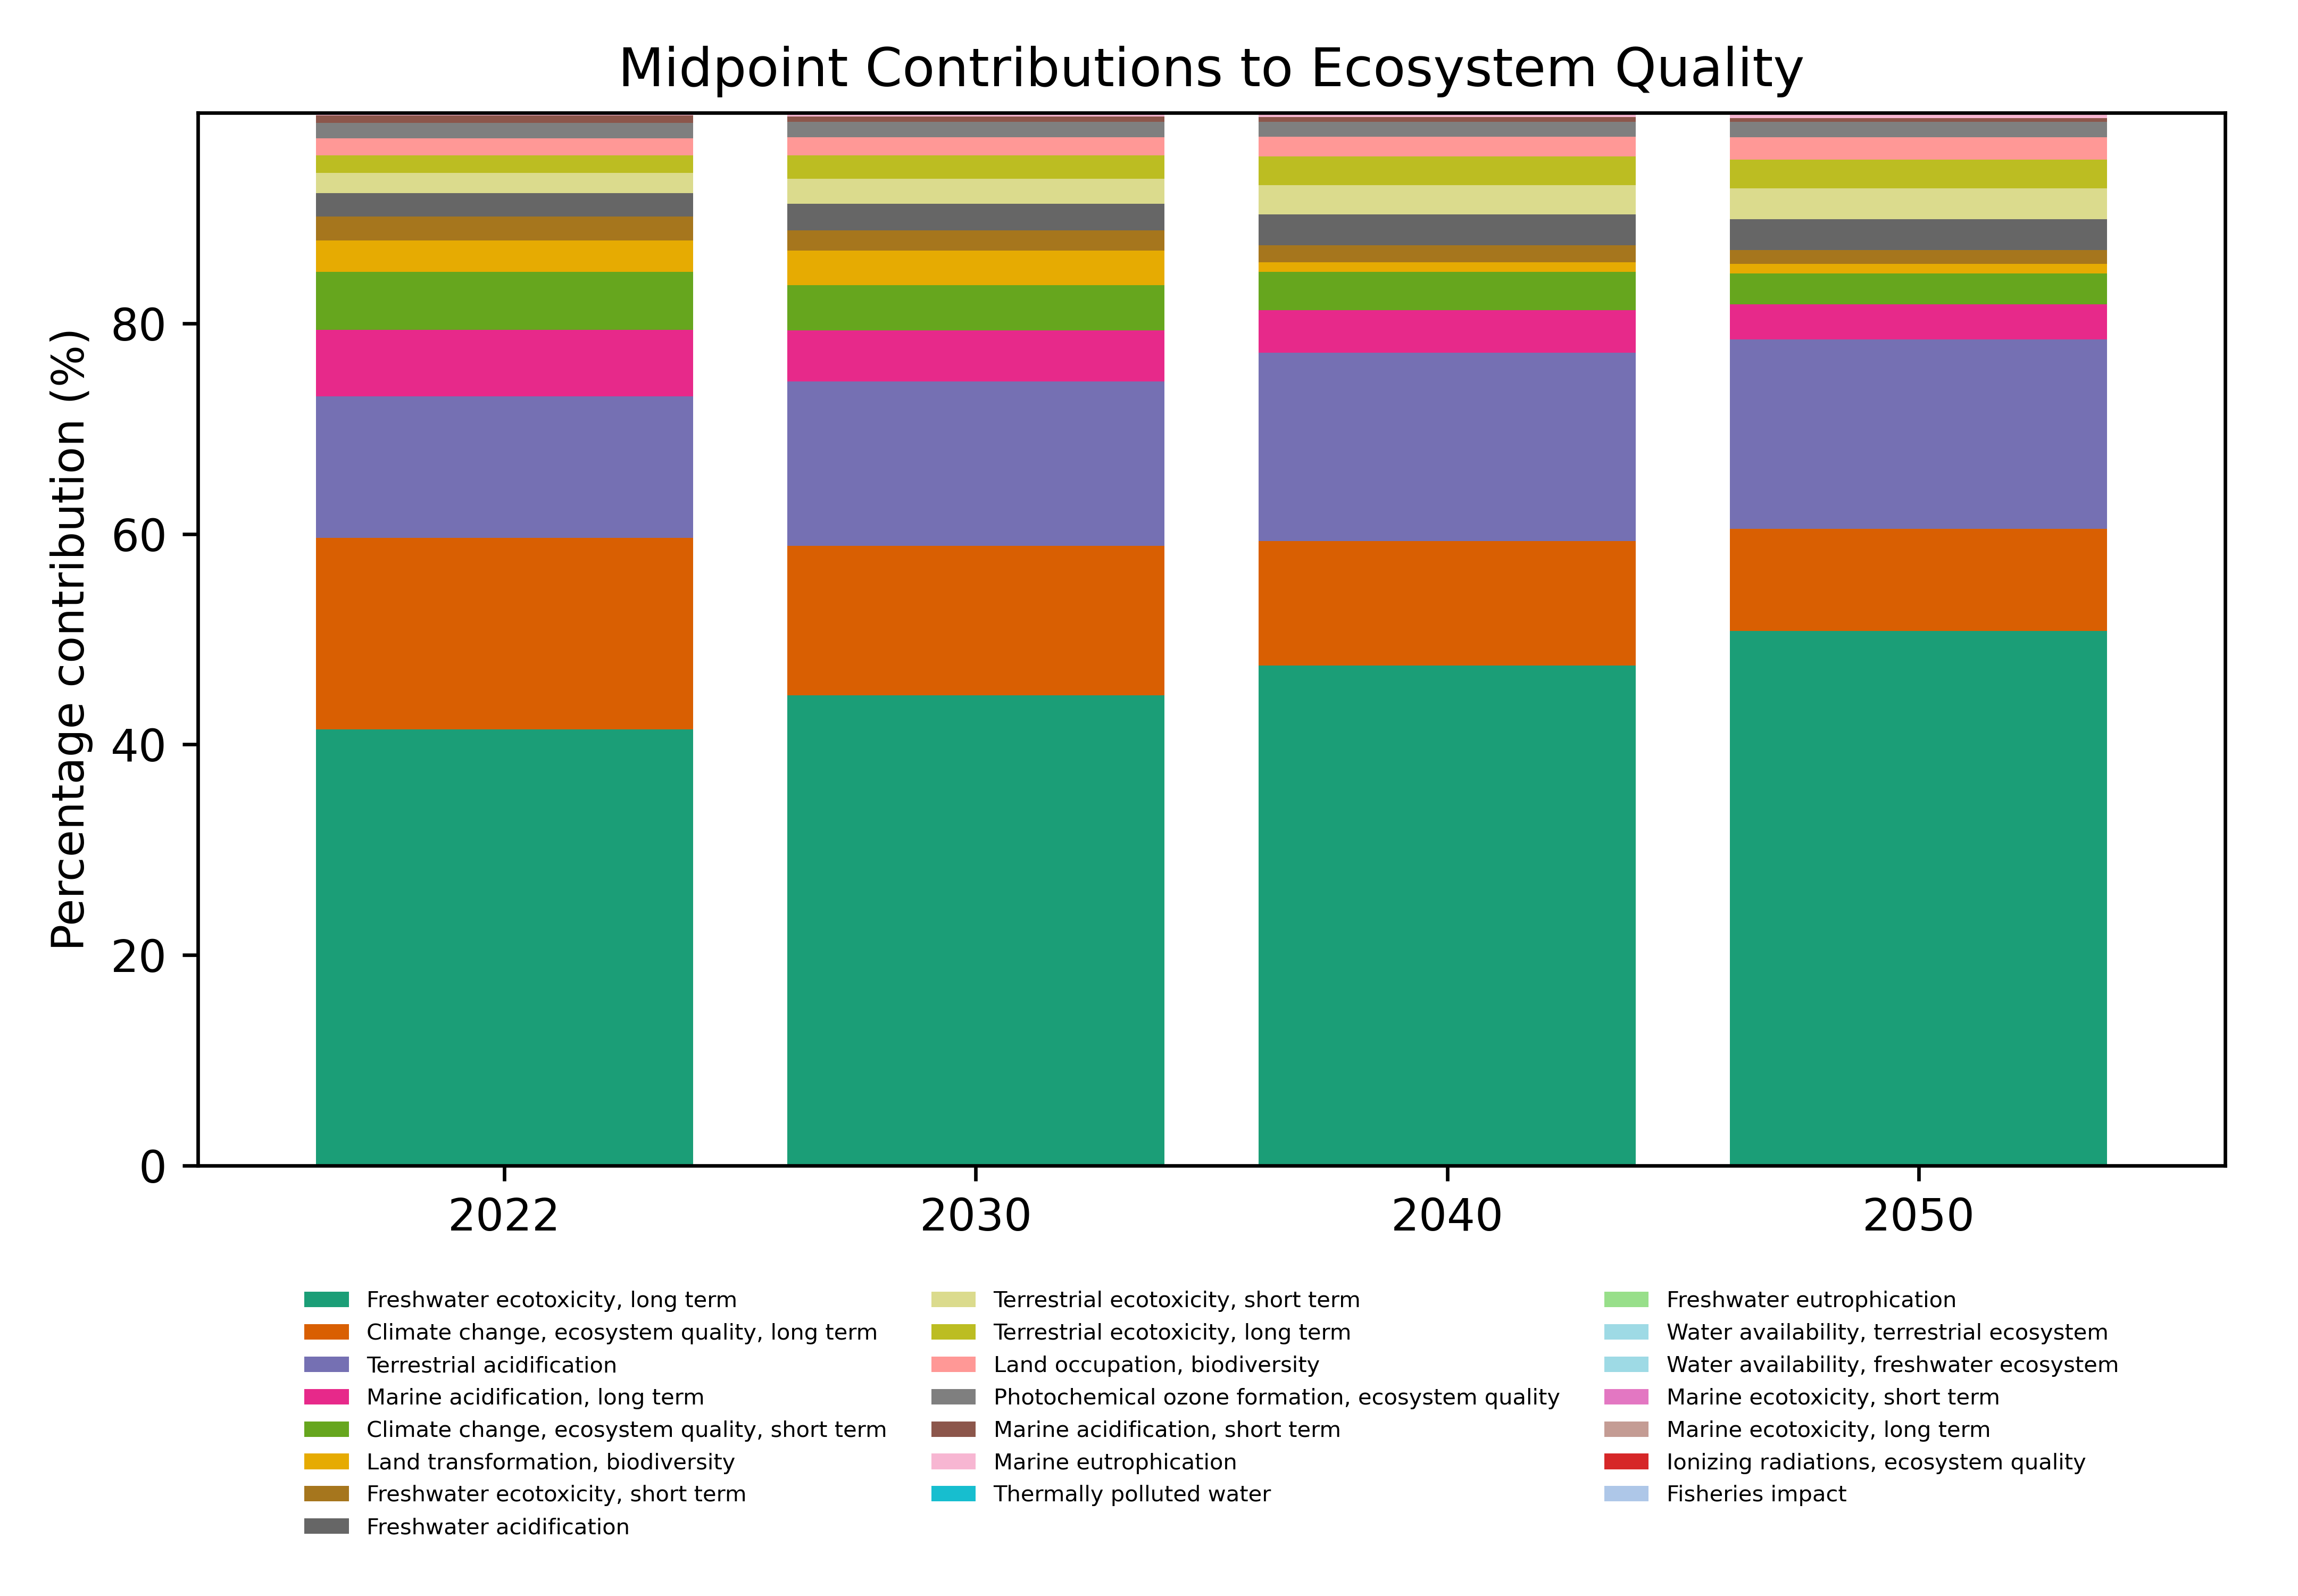 Midpoint Contributions to Ecosystem Quality
Percentage contribution (%)
80
60
40
20
0
2022
2030
2040
2050
Freshwater ecotoxicity, long term
Climate change, ecosystem quality, long term
Terrestrial acidification
Marine acidification, long term
Climate change, ecosystem quality, short term
Land transformation, biodiversity
Freshwater ecotoxicity, short term
Freshwater acidification
Terrestrial ecotoxicity, short term
Terrestrial ecotoxicity, long term
Land occupation, biodiversity
Photochemical ozone formation, ecosystem quality
Marine acidification, short term
Marine eutrophication
Thermally polluted water
Freshwater eutrophication
Water availability, terrestrial ecosystem
Water availability, freshwater ecosystem
Marine ecotoxicity, short term
Marine ecotoxicity, long term
Ionizing radiations, ecosystem quality
Fisheries impact